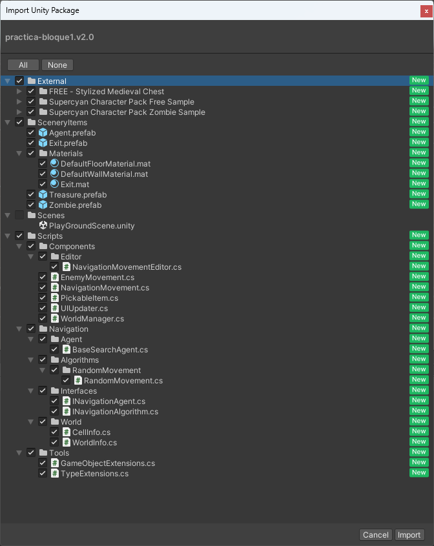 Import Unity Package
x
practica-bloque1.v2.0
All None
External New
FREE - Stylized Medieval Chest New
Supercyan Character Pack Free Sample New
Supercyan Character Pack Zombie Sample New
SceneryItems New
Agent.prefab New
Exit.prefab New
Materials New
DefaultFloorMaterial.mat New
DefaultWallMaterial.mat New
Exit.mat New
Treasure.prefab New
Zombie.prefab New
Scenes New
PlayGroundScene.unity New
Scripts New
Components New
Editor New
NavigationMovementEditor.cs New
EnemyMovement.cs New
NavigationMovement.cs New
PickableItem.cs New
UIUpdater.cs New
WorldManager.cs New
Navigation New
Agent New
BaseSearchAgent.cs New
Algorithms New
RandomMovement New
RandomMovement.cs New
Interfaces New
INavigationAgent.cs New
INavigationAlgorithm.cs New
World New
CellInfo.cs New
WorldInfo.cs New
Tools New
GameObjectExtensions.cs New
TypeExtensions.cs New
Cancel Import